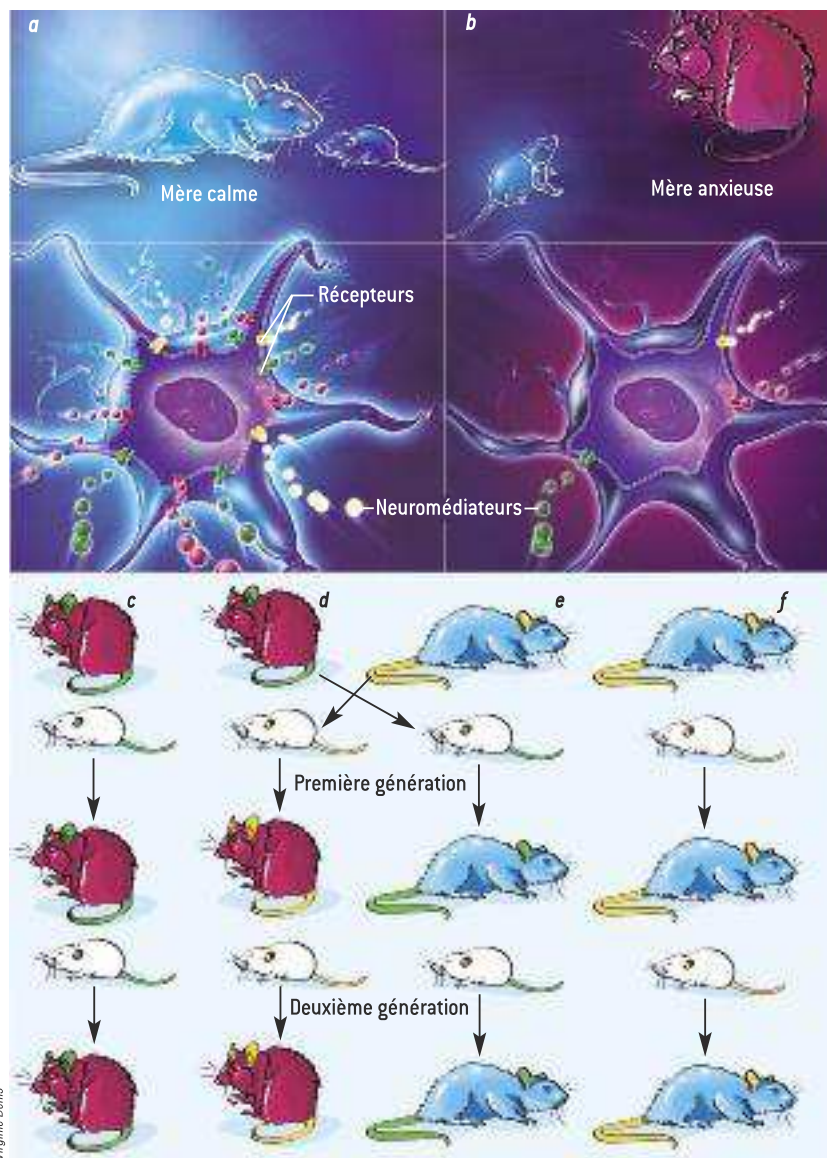 a
b
Mère calme
Mère anxieuse
Récepteurs
Neuromédiateurs
c
d
e
f
Première génération
Deuxième génération